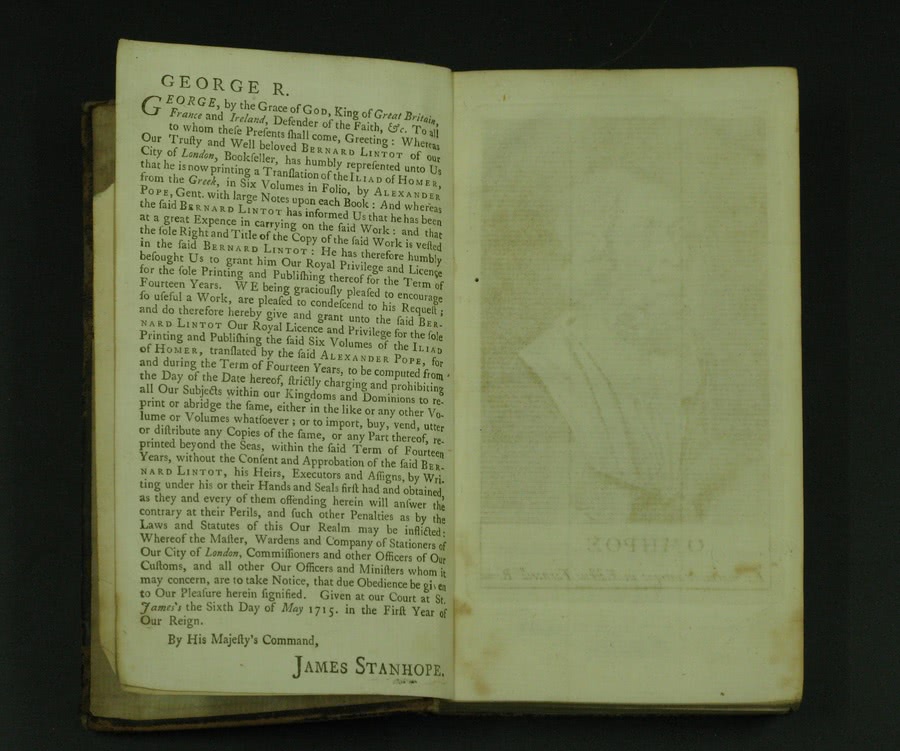 GEORGE R.
GEORGE, by the Grace of GOD, King of Great Britain,
France and Ireland, Defender of the Faith, &c. To all
to whom theſe Preſents ſhall come, Greeting : Whereas
Our Truſty and Well beloved BERNARD LINTOT of our
City of London, Bookſeller, has humbly repreſented unto Us
that he is now printing a Tranſlation of the ILIAD of HOMER,
from the Greek, in Six Volumes in Folio, by ALEXANDER
POPE, Gent. with large Notes upon each Book : And whereas
the ſaid BERNARD LINTOT has informed Us that he has been
at a great Expence in carrying on the ſaid Work : and that
the ſole Right and Title of the Copy of the ſaid Work is veſted
in the ſaid BERNARD LINTOT : He has therefore humbly
beſought Us to grant him Our Royal Privilege and Licence
for the ſole Printing and Publiſhing thereof for the Term of
Fourteen Years. WE being graciouſly pleaſed to encourage
ſo uſeful a Work, are pleaſed to condeſcend to his Requeſt ;
and do therefore hereby give and grant unto the ſaid BER-
NARD LINTOT Our Royal Licence and Privilege for the ſole
Printing and Publiſhing the ſaid Six Volumes of the ILIAD
of HOMER, tranſlated by the ſaid ALEXANDER POPE, for
and during the Term of Fourteen Years, to be computed from
the Day of the Date hereof, ſtrictly charging and prohibiting
all Our Subjects within our Kingdoms and Dominions to re-
print or abridge the ſame, either in the like or any other Vo-
lume or Volumes whatſoever ; or to import, buy, vend, utter
or diſtribute any Copies of the ſame, or any Part thereof, re-
printed beyond the Seas, within the ſaid Term of Fourteen
Years, without the Conſent and Approbation of the ſaid BER-
NARD LINTOT, his Heirs, Executors and Aſſigns, by Wri-
ting under his or their Hands and Seals firſt had and obtained,
as they and every of them offending herein will anſwer the
contrary at their Perils, and ſuch other Penalties as by the
Laws and Statutes of this Our Realm may be inflicted:
Whereof the Maſter, Wardens and Company of Stationers of
Our City of London, Commiſſioners and other Officers of Our
Cuſtoms, and all other Our Officers and Miniſters whom it
may concern, are to take Notice, that due Obedience be given
to Our Pleaſure herein ſignified. Given at our Court at St.
James's the Sixth Day of May 1715. in the Firſt Year of
Our Reign.
By His Majeſty's Command,
JAMES STANHOPE.
ΟΜΗΡΟΣ